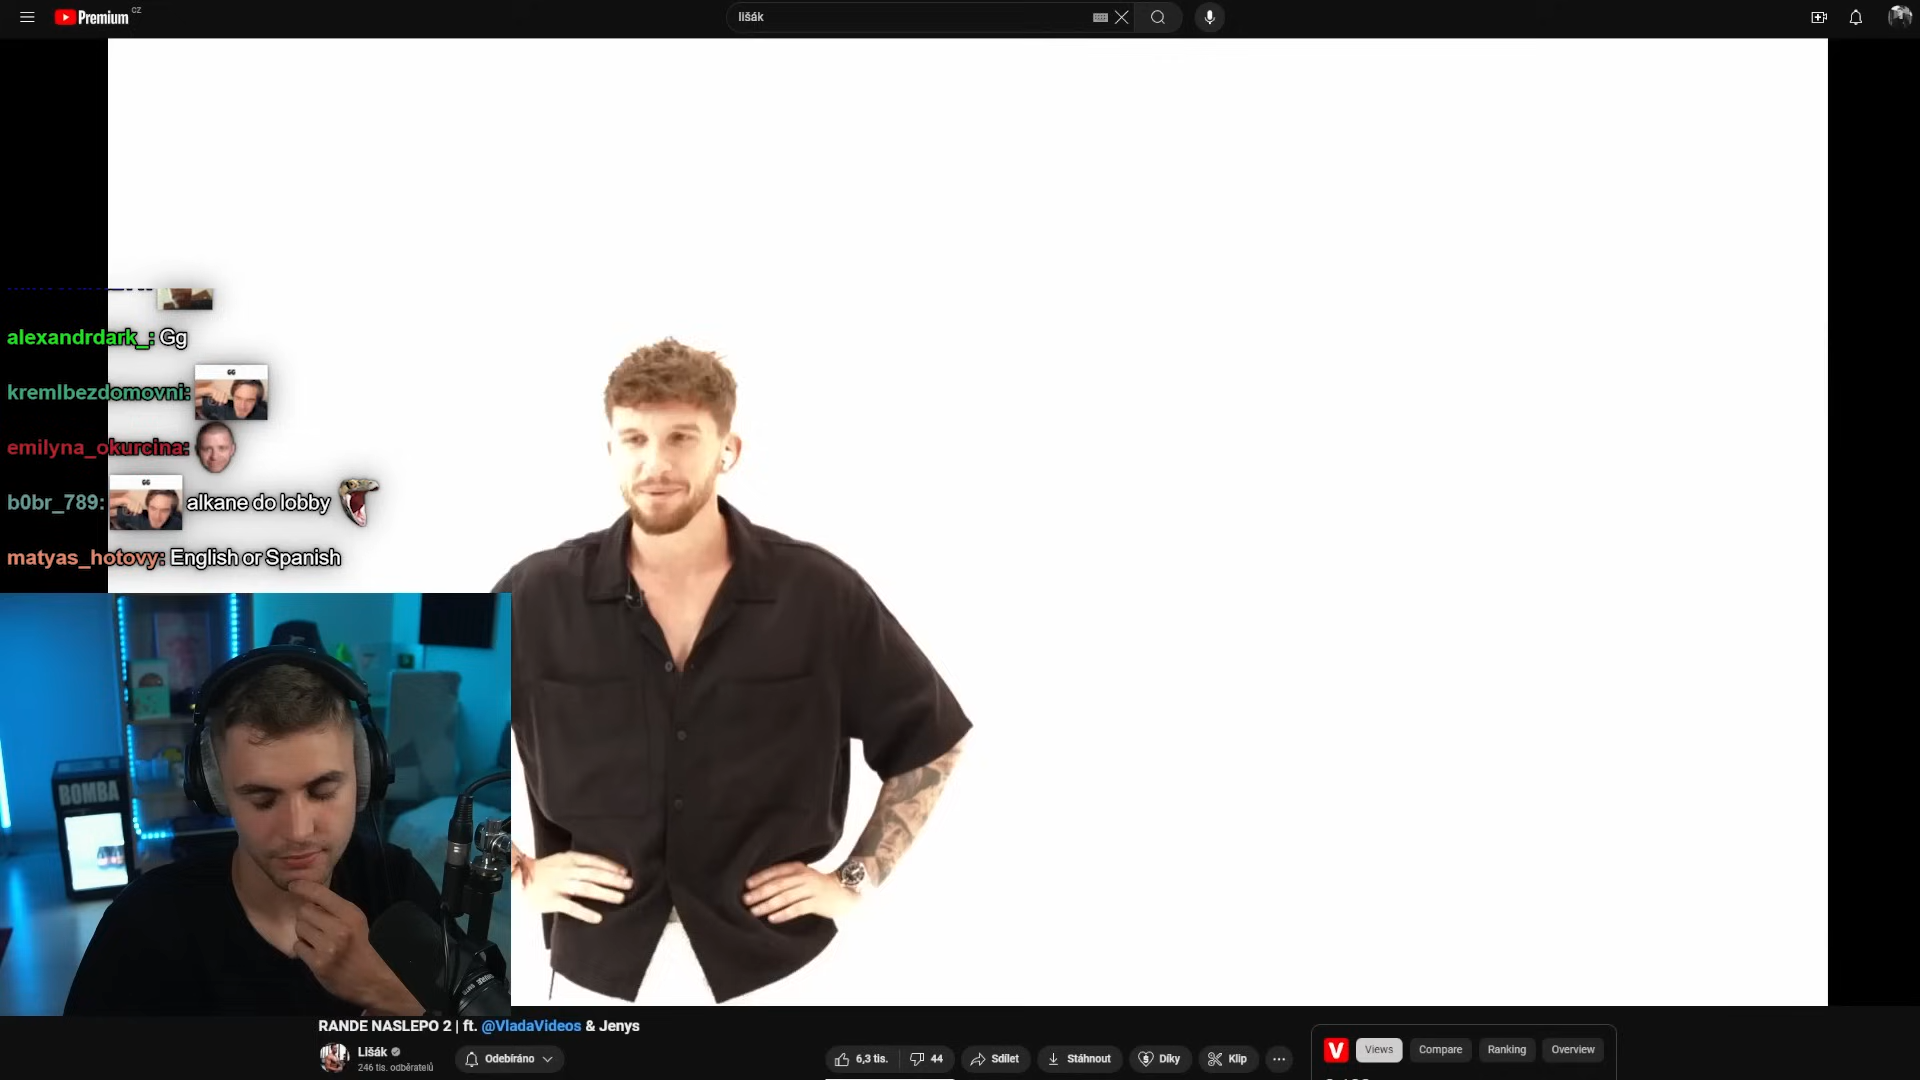 Premium CZ
lišák
alexandrdark_: Gg
kremlbezdomovni:
GG
emilyna_okurcina:
b0br_789: GG alkane do lobby
matyas_hotovy: English or Spanish
BOMBA
RANDE NASLEPO 2 | ft. @VladaVideos & Jenys
Lišák
246 tis. odběratelů
Odebíráno
6,3 tis.
44
Sdílet
Stáhnout
Díky
Klip
Views
Compare
Ranking
Overview